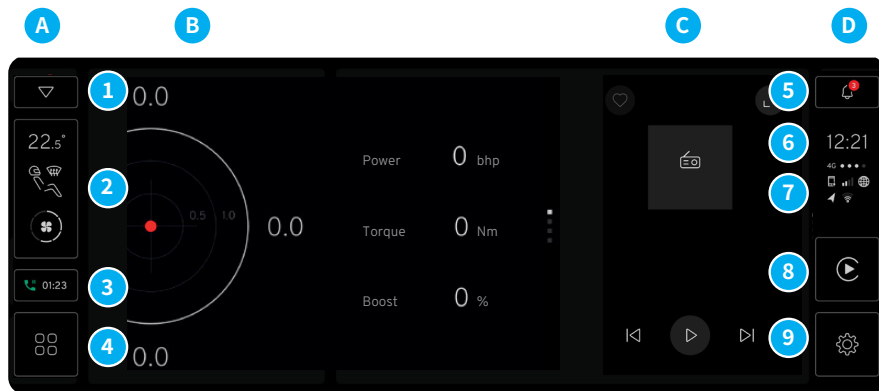 A B C D
1 0.0 5 3
22.5° 6 12:21
4G
2 Power 0 bhp 7
0.5 1.0 0.0 Torque 0 Nm
01:23 3 Boost 0 % 8
4 0.0 9